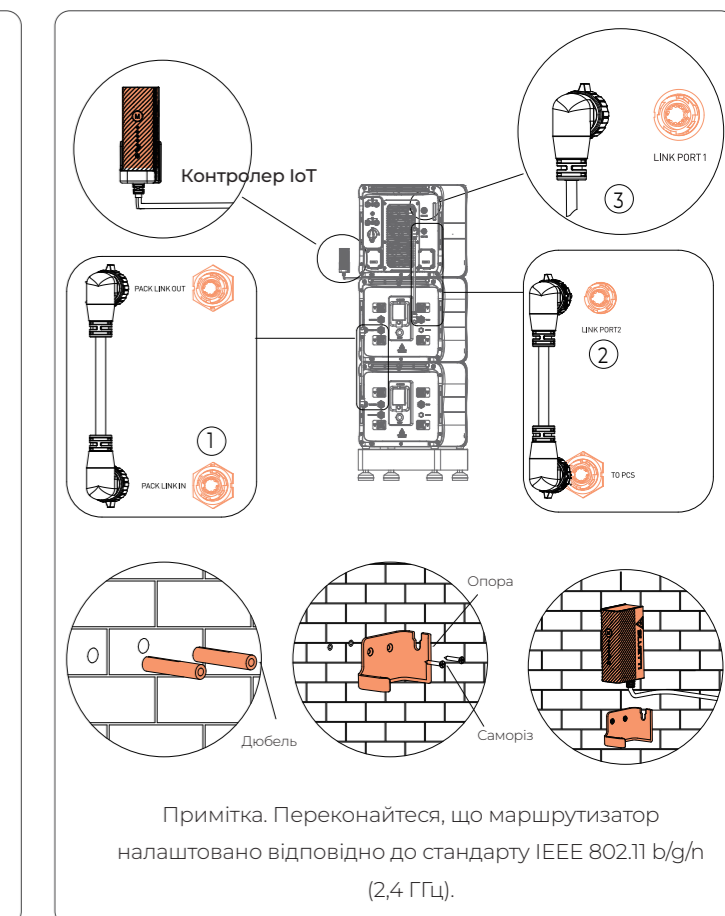 Контролер IoT
LINK PORT 1
3
PACK LINK OUT
1
PACK LINK IN
LINK PORT2
2
TO PCS
Дюбель
Опора
Саморіз
Примітка. Переконайтеся, що маршрутизатор
налаштовано відповідно до стандарту IEEE 802.11 b/g/n
(2,4 ГГц).